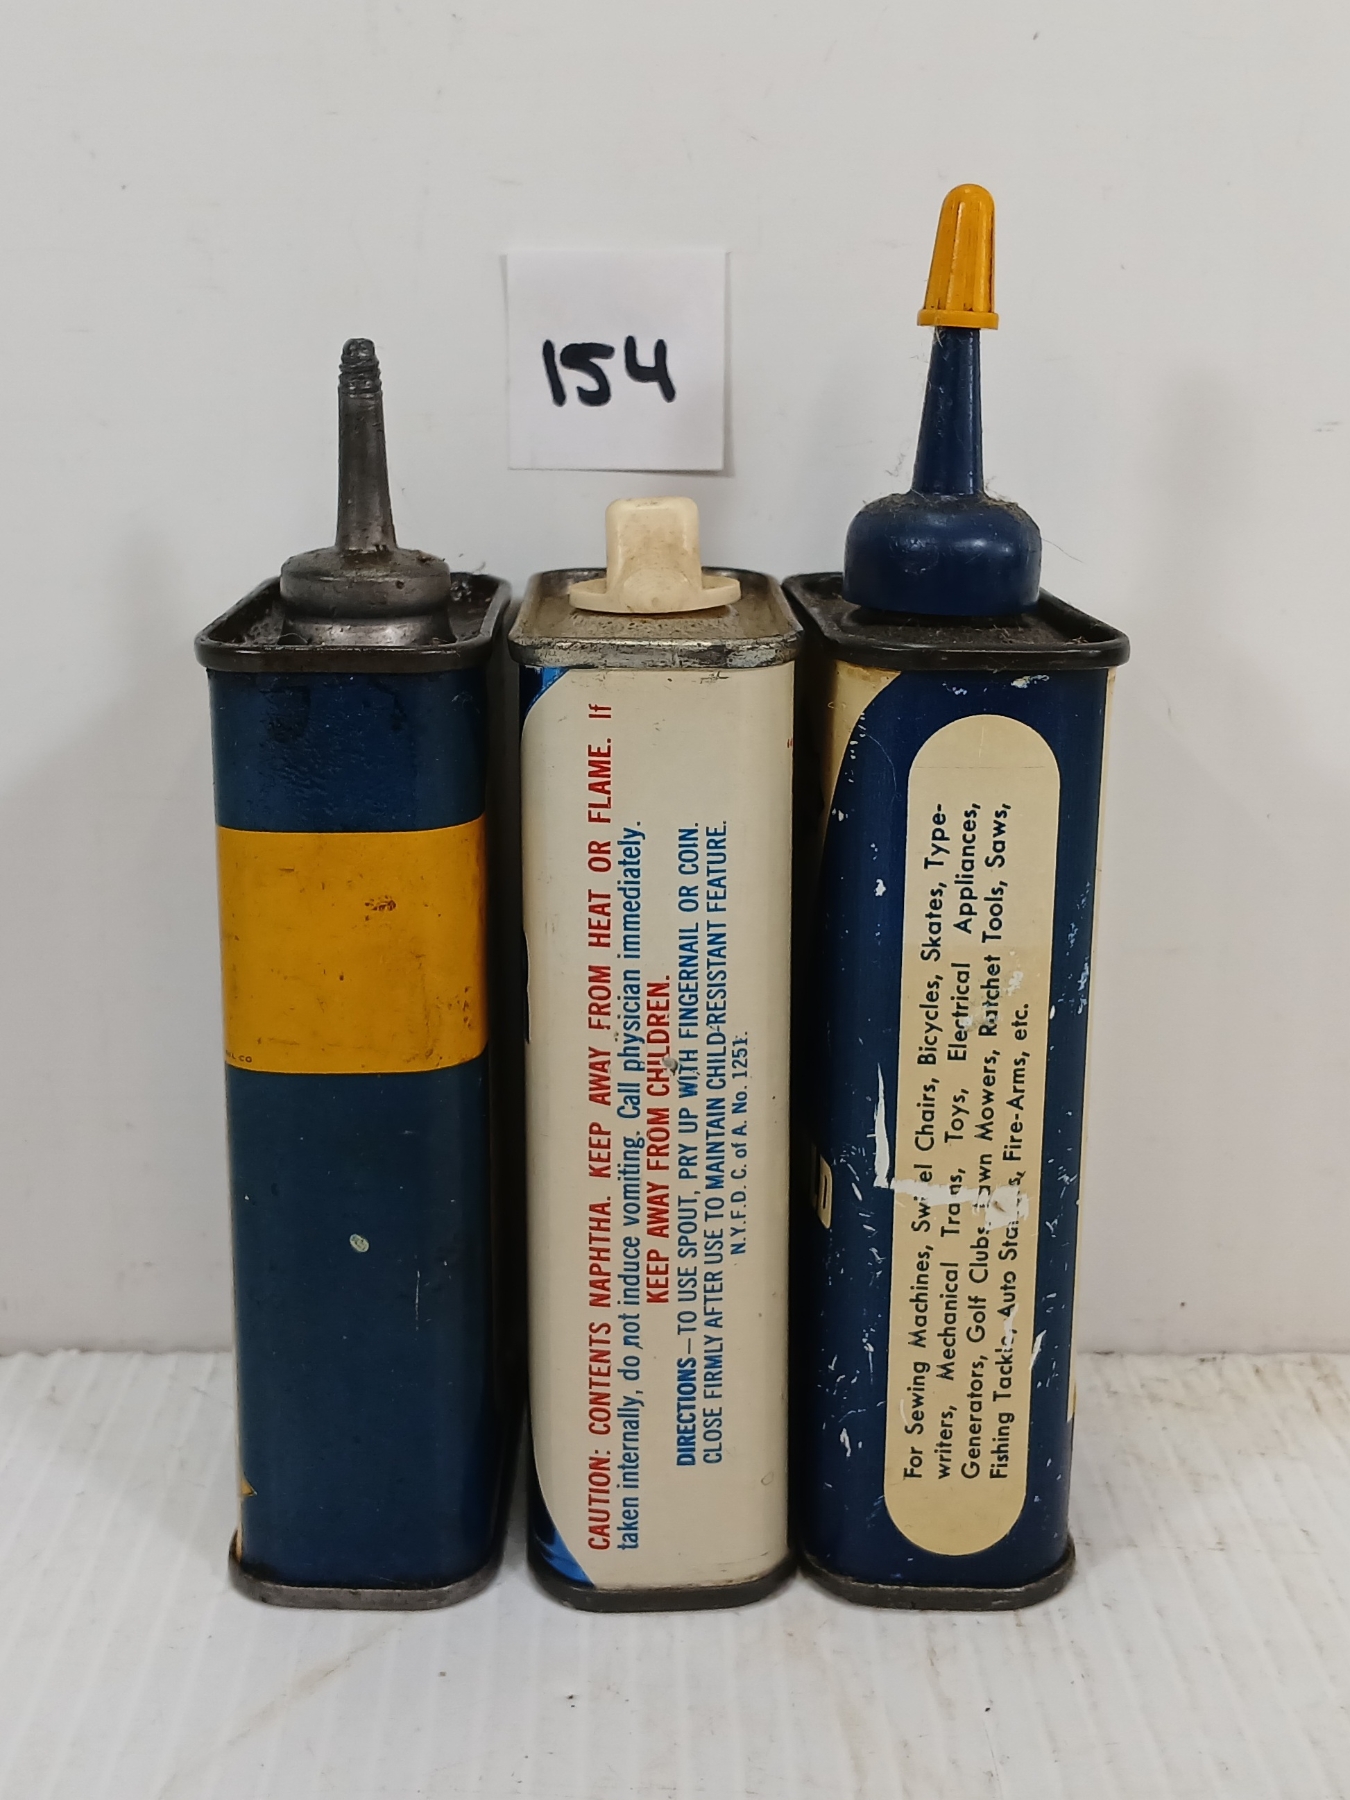 154
CAUTION: CONTENTS NAPHTHA. KEEP AWAY FROM HEAT OR FLAME. If
taken internally, do not induce vomiting. Call physician immediately.
KEEP AWAY FROM CHILDREN.
DIRECTIONS—TO USE SPOUT, PRY UP WITH FINGERNAIL OR COIN.
CLOSE FIRMLY AFTER USE TO MAINTAIN CHILD-RESISTANT FEATURE.
N.Y.F.D. C. of A. No. 1251.
For Sewing Machines, Swivel Chairs, Bicycles, Skates, Type-
writers, Mechanical Trains, Toys, Electrical Appliances,
Generators, Golf Clubs, Lawn Mowers, Ratchet Tools, Saws,
Fishing Tackle, Auto Starters, Fire-Arms, etc.